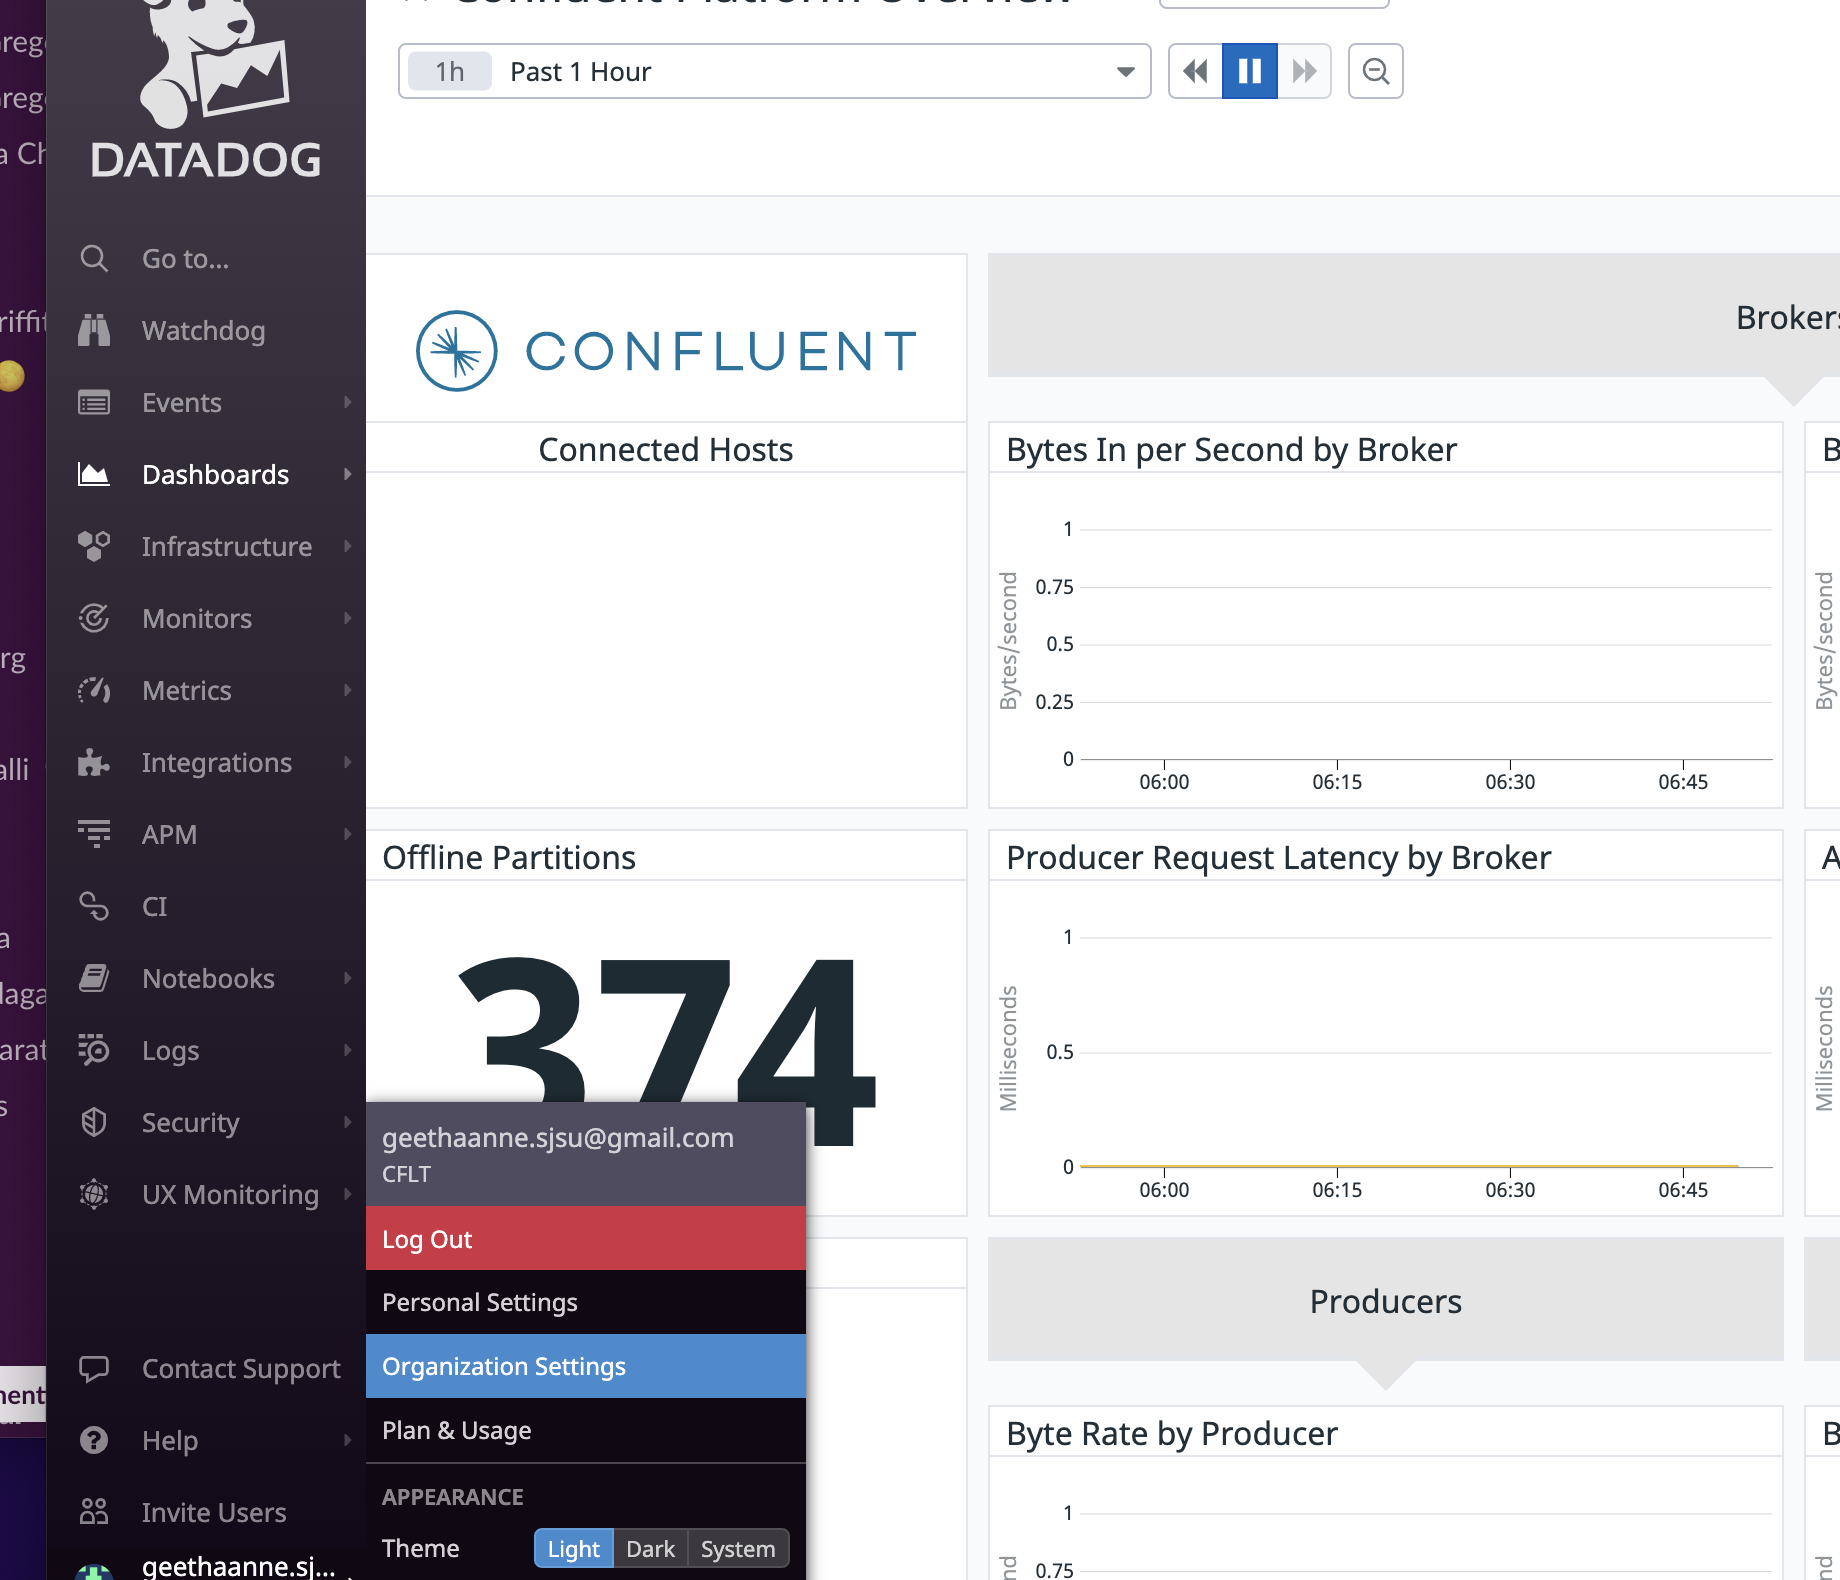 Confluent Platform Overview
1h Past 1 Hour
DATADOG
Go to...
Watchdog
Events
Dashboards
Infrastructure
Monitors
Metrics
Integrations
APM
CI
Notebooks
Logs
Security
UX Monitoring
Contact Support
Help
Invite Users
geethaanne.sj...
geethaanne.sjsu@gmail.com
CFLT
Log Out
Personal Settings
Organization Settings
Plan & Usage
APPEARANCE
Theme Light Dark System
CONFLUENT
Connected Hosts
Offline Partitions
374
Brokers
Bytes In per Second by Broker
Bytes/second
1
0.75
0.5
0.25
0
06:00 06:15 06:30 06:45
B
Bytes/second
Producer Request Latency by Broker
Milliseconds
1
0.5
0
06:00 06:15 06:30 06:45
A
Milliseconds
Producers
Byte Rate by Producer
1
0.75
nd
B
nd